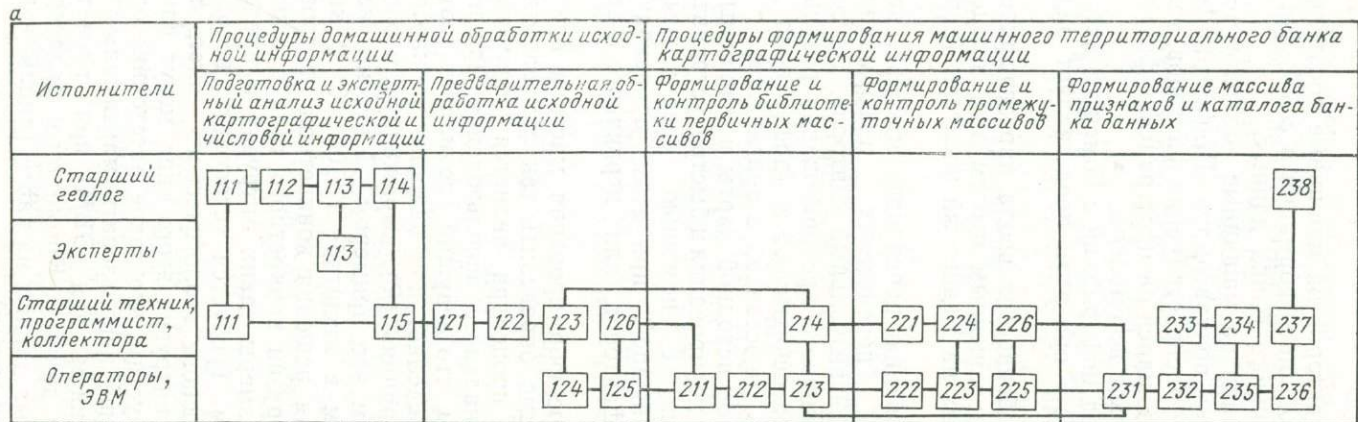 а
Исполнители
Процедуры домашинной обработки исход-
ной информации
Процедуры формирования машинного территориального банка
картографической информации
Подготовка и эксперт-
ный анализ исходной
картографической и
числовой информации
Предварительная об-
работка исходной
информации
Формирование и
контроль библиоте-
ки первичных мас-
сивов
Формирование и
контроль промежу-
точных массивов
Формирование массива
признаков и каталога бан-
ка данных
Старший
геолог
111 112 113 114 238
Эксперты
113
Старший техник,
программист,
коллектора
111 115 121 122 123 126 214 221 224 226 233 234 237
Операторы,
ЭВМ
124 125 211 212 213 222 223 225 231 232 235 236